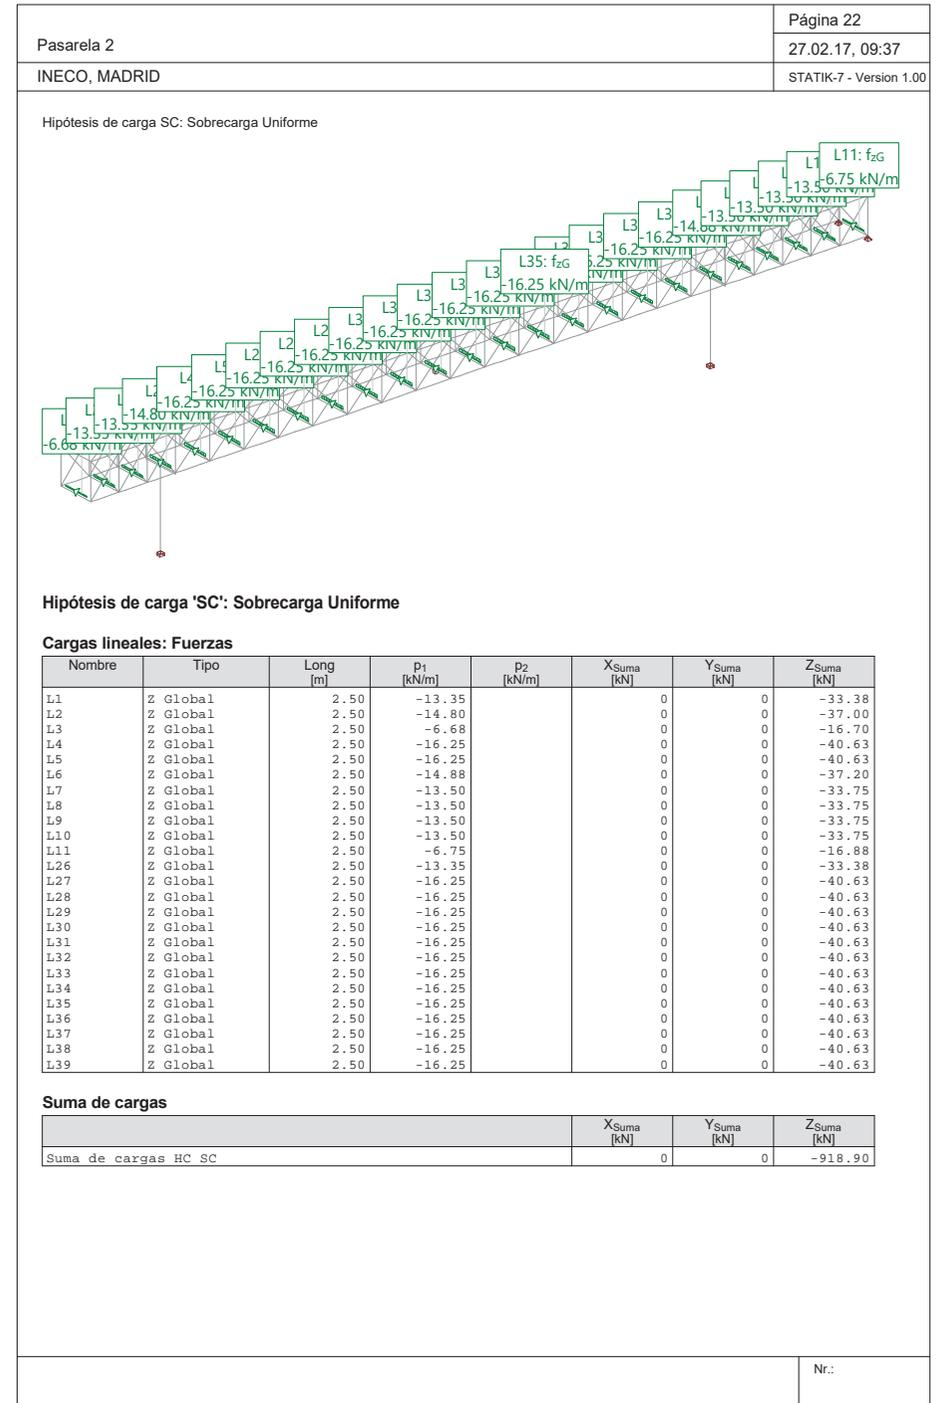 Página 22
Pasarela 2
27.02.17, 09:37
INECO, MADRID
STATIK-7 - Version 1.00
Hipótesis de carga SC: Sobrecarga Uniforme
L11: fzG
-6.75 kN/m
L35: fzG
-16.25 kN/m
Hipótesis de carga 'SC': Sobrecarga Uniforme
Cargas lineales: Fuerzas
Nombre Tipo Long [m] p1 [kN/m] p2 [kN/m] XSuma [kN] YSuma [kN] ZSuma [kN]
L1 Z Global 2.50 -13.35 0 0 -33.38
L2 Z Global 2.50 -14.80 0 0 -37.00
L3 Z Global 2.50 -6.68 0 0 -16.70
L4 Z Global 2.50 -16.25 0 0 -40.63
L5 Z Global 2.50 -16.25 0 0 -40.63
L6 Z Global 2.50 -14.88 0 0 -37.20
L7 Z Global 2.50 -13.50 0 0 -33.75
L8 Z Global 2.50 -13.50 0 0 -33.75
L9 Z Global 2.50 -13.50 0 0 -33.75
L10 Z Global 2.50 -13.50 0 0 -33.75
L11 Z Global 2.50 -6.75 0 0 -16.88
L26 Z Global 2.50 -13.35 0 0 -33.38
L27 Z Global 2.50 -16.25 0 0 -40.63
L28 Z Global 2.50 -16.25 0 0 -40.63
L29 Z Global 2.50 -16.25 0 0 -40.63
L30 Z Global 2.50 -16.25 0 0 -40.63
L31 Z Global 2.50 -16.25 0 0 -40.63
L32 Z Global 2.50 -16.25 0 0 -40.63
L33 Z Global 2.50 -16.25 0 0 -40.63
L34 Z Global 2.50 -16.25 0 0 -40.63
L35 Z Global 2.50 -16.25 0 0 -40.63
L36 Z Global 2.50 -16.25 0 0 -40.63
L37 Z Global 2.50 -16.25 0 0 -40.63
L38 Z Global 2.50 -16.25 0 0 -40.63
L39 Z Global 2.50 -16.25 0 0 -40.63
Suma de cargas
XSuma [kN] YSuma [kN] ZSuma [kN]
Suma de cargas HC SC 0 0 -918.90
Nr.: